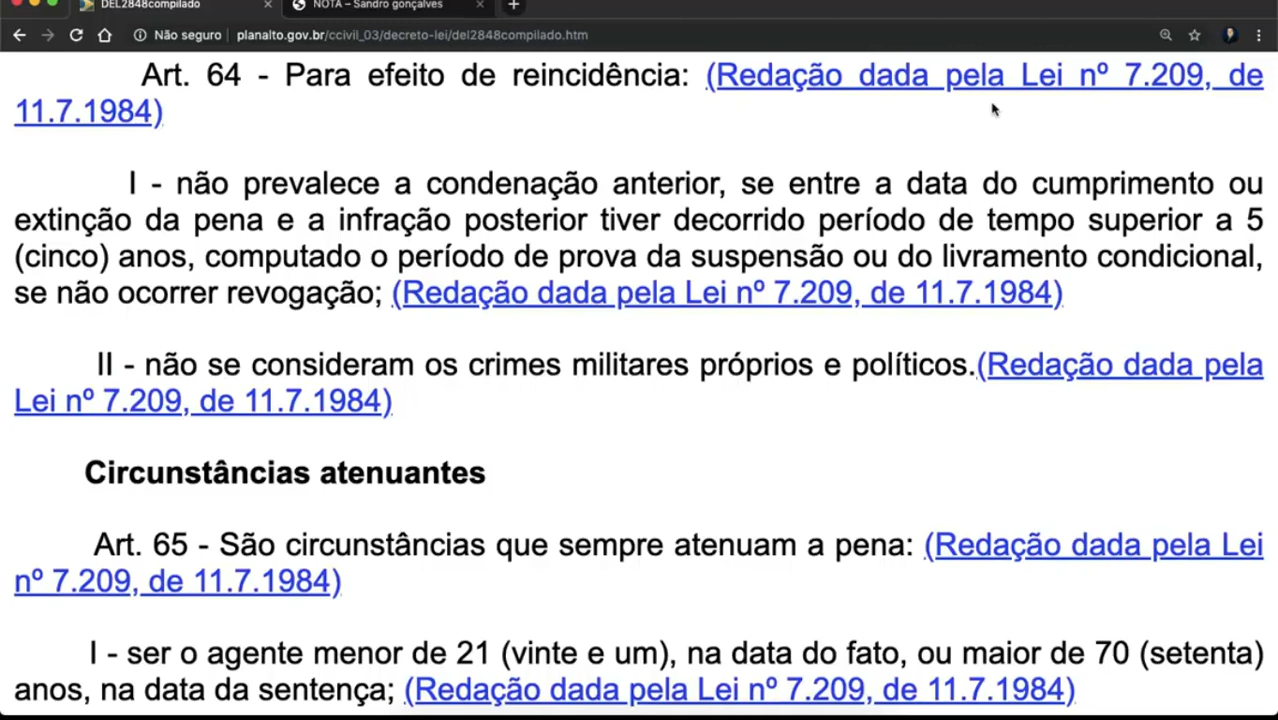 DEL2848compilado
NOTA – Sandro gonçalves
Não seguro
planalto.gov.br/ccivil_03/decreto-lei/del2848compilado.htm
Art. 64 - Para efeito de reincidência: (Redação dada pela Lei nº 7.209, de
11.7.1984)
I - não prevalece a condenação anterior, se entre a data do cumprimento ou
extinção da pena e a infração posterior tiver decorrido período de tempo superior a 5
(cinco) anos, computado o período de prova da suspensão ou do livramento condicional,
se não ocorrer revogação; (Redação dada pela Lei nº 7.209, de 11.7.1984)
II - não se consideram os crimes militares próprios e políticos.(Redação dada pela
Lei nº 7.209, de 11.7.1984)
Circunstâncias atenuantes
Art. 65 - São circunstâncias que sempre atenuam a pena: (Redação dada pela Lei
nº 7.209, de 11.7.1984)
I - ser o agente menor de 21 (vinte e um), na data do fato, ou maior de 70 (setenta)
anos, na data da sentença; (Redação dada pela Lei nº 7.209, de 11.7.1984)